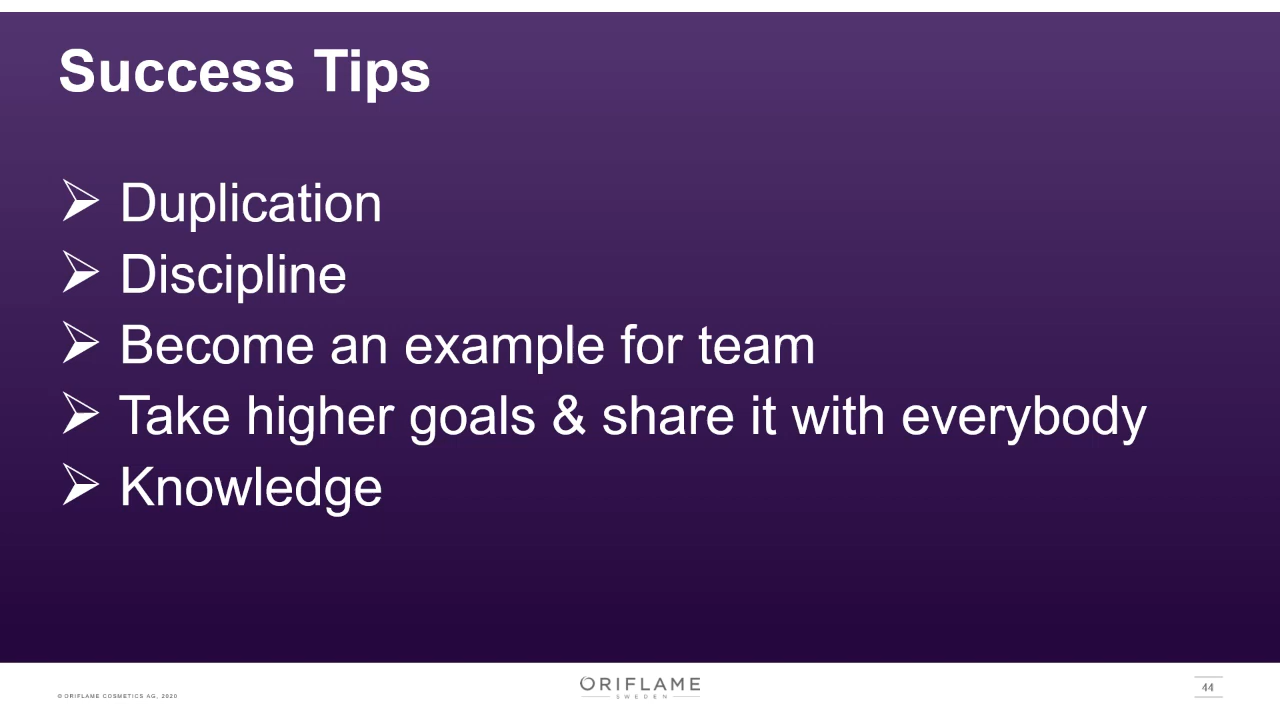 Success Tips
Duplication
Discipline
Become an example for team
Take higher goals & share it with everybody
Knowledge
© ORIFLAME COSMETICS AG, 2020
ORIFLAME
SWEDEN
44